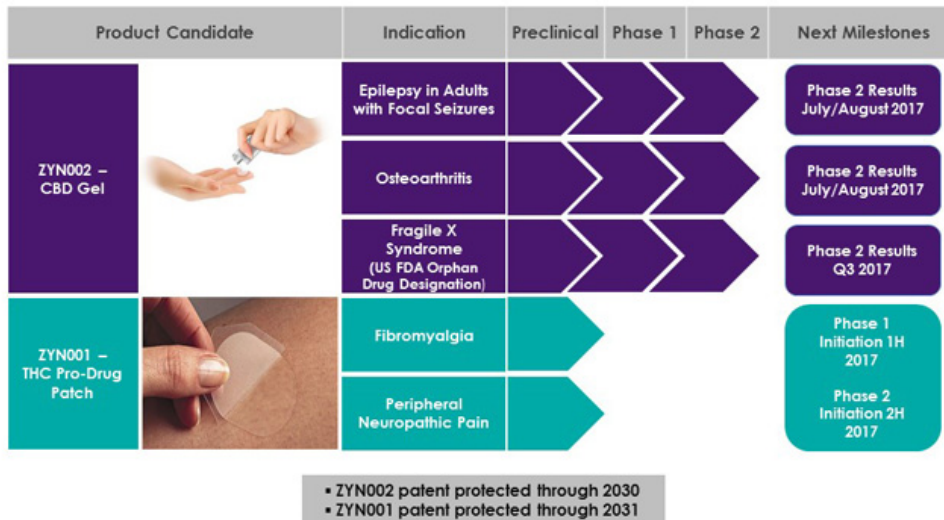 Product Candidate
Indication
Preclinical
Phase 1
Phase 2
Next Milestones
ZYN002 –
CBD Gel
Epilepsy in Adults
with Focal Seizures
Phase 2 Results
July/August 2017
Osteoarthritis
Phase 2 Results
July/August 2017
Fragile X
Syndrome
(US FDA Orphan
Drug Designation)
Phase 2 Results
Q3 2017
ZYN001 –
THC Pro-Drug
Patch
Fibromyalgia
Phase 1
Initiation 1H
2017
Peripheral
Neuropathic Pain
Phase 2
Initiation 2H
2017
▪ ZYN002 patent protected through 2030
▪ ZYN001 patent protected through 2031